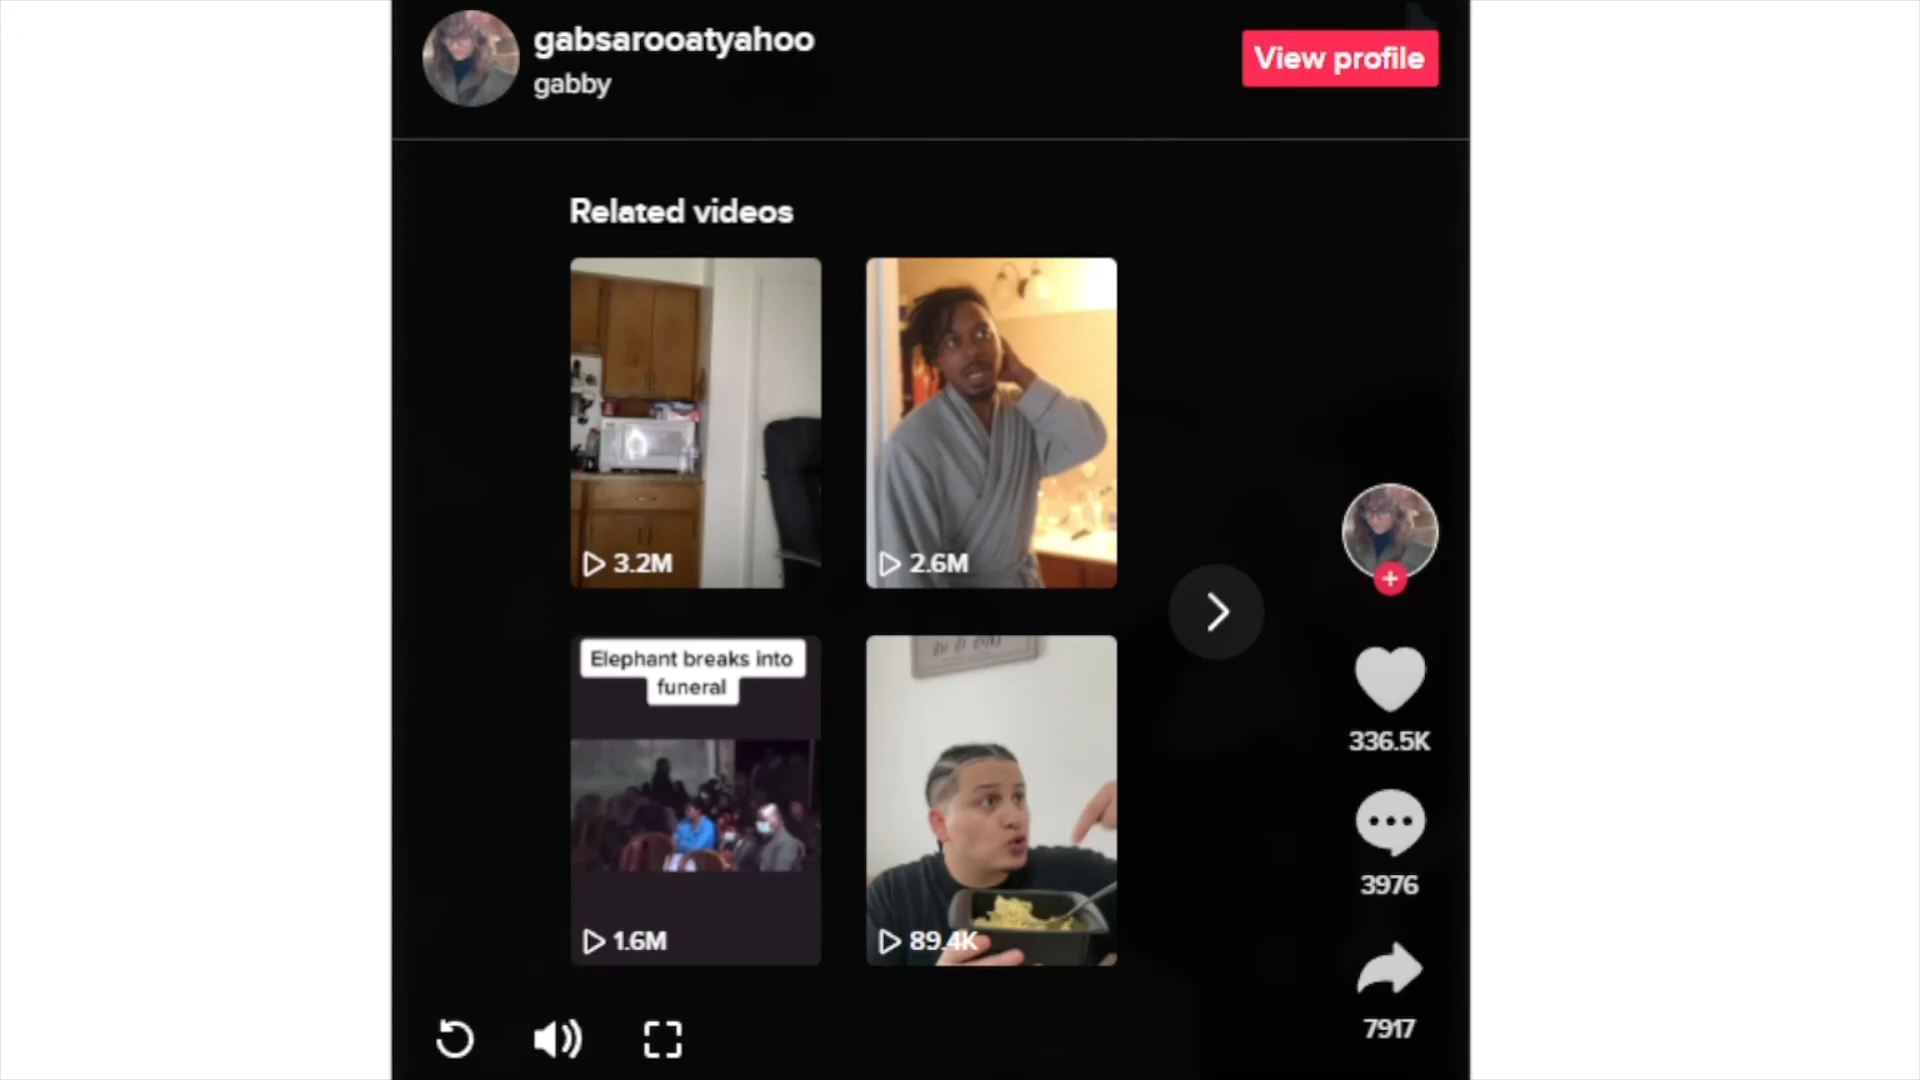 gabsarooatyahoo
gabby
View profile
Related videos
3.2M
2.6M
Elephant breaks into
funeral
1.6M
89.4K
336.5K
3976
7917